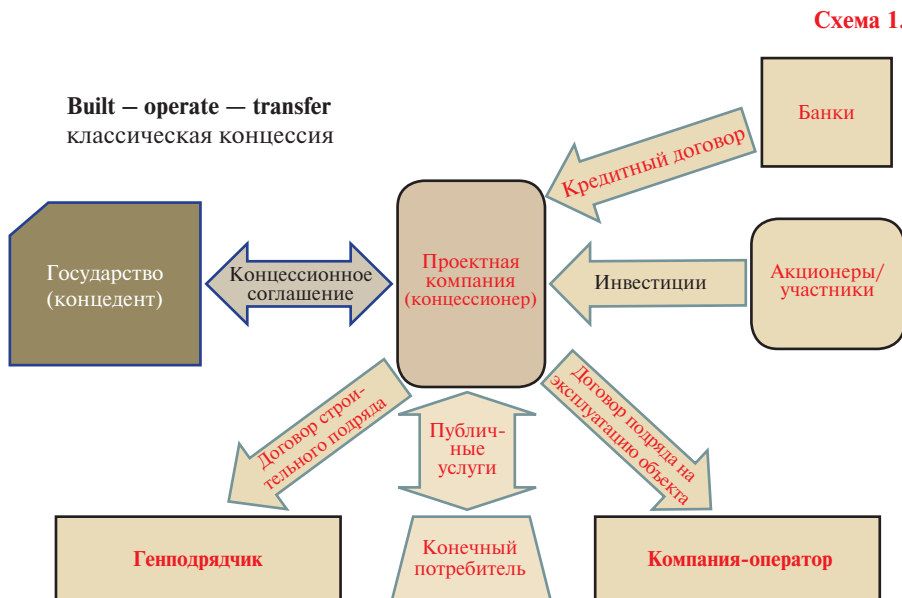 Схема 1.
Built – operate – transfer
классическая концессия
Банки
Кредитный договор
Государство
(концедент)
Концессионное
соглашение
Проектная
компания
(концессионер)
Инвестиции
Акционеры/
участники
Договор строи-
тельного подряда
Публич-
ные
услуги
Договор подряда на
эксплуатацию объекта
Генподрядчик
Конечный
потребитель
Компания-оператор